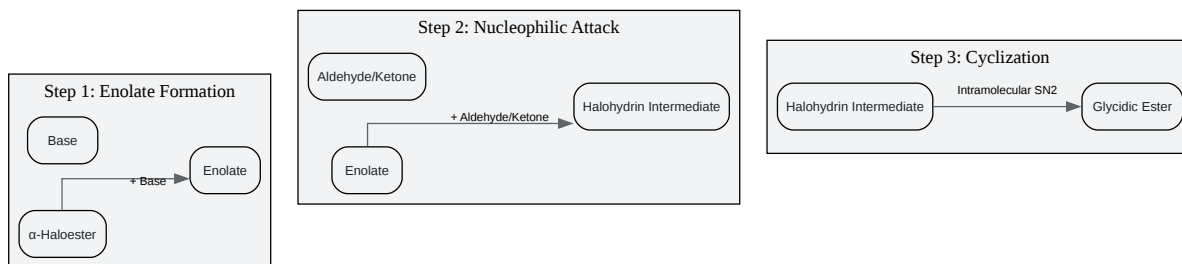 Step 1: Enolate Formation
Base
Enolate
+ Base
α-Haloester
Step 2: Nucleophilic Attack
Aldehyde/Ketone
Halohydrin Intermediate
+ Aldehyde/Ketone
Enolate
Step 3: Cyclization
Halohydrin Intermediate
Intramolecular SN2
Glycidic Ester